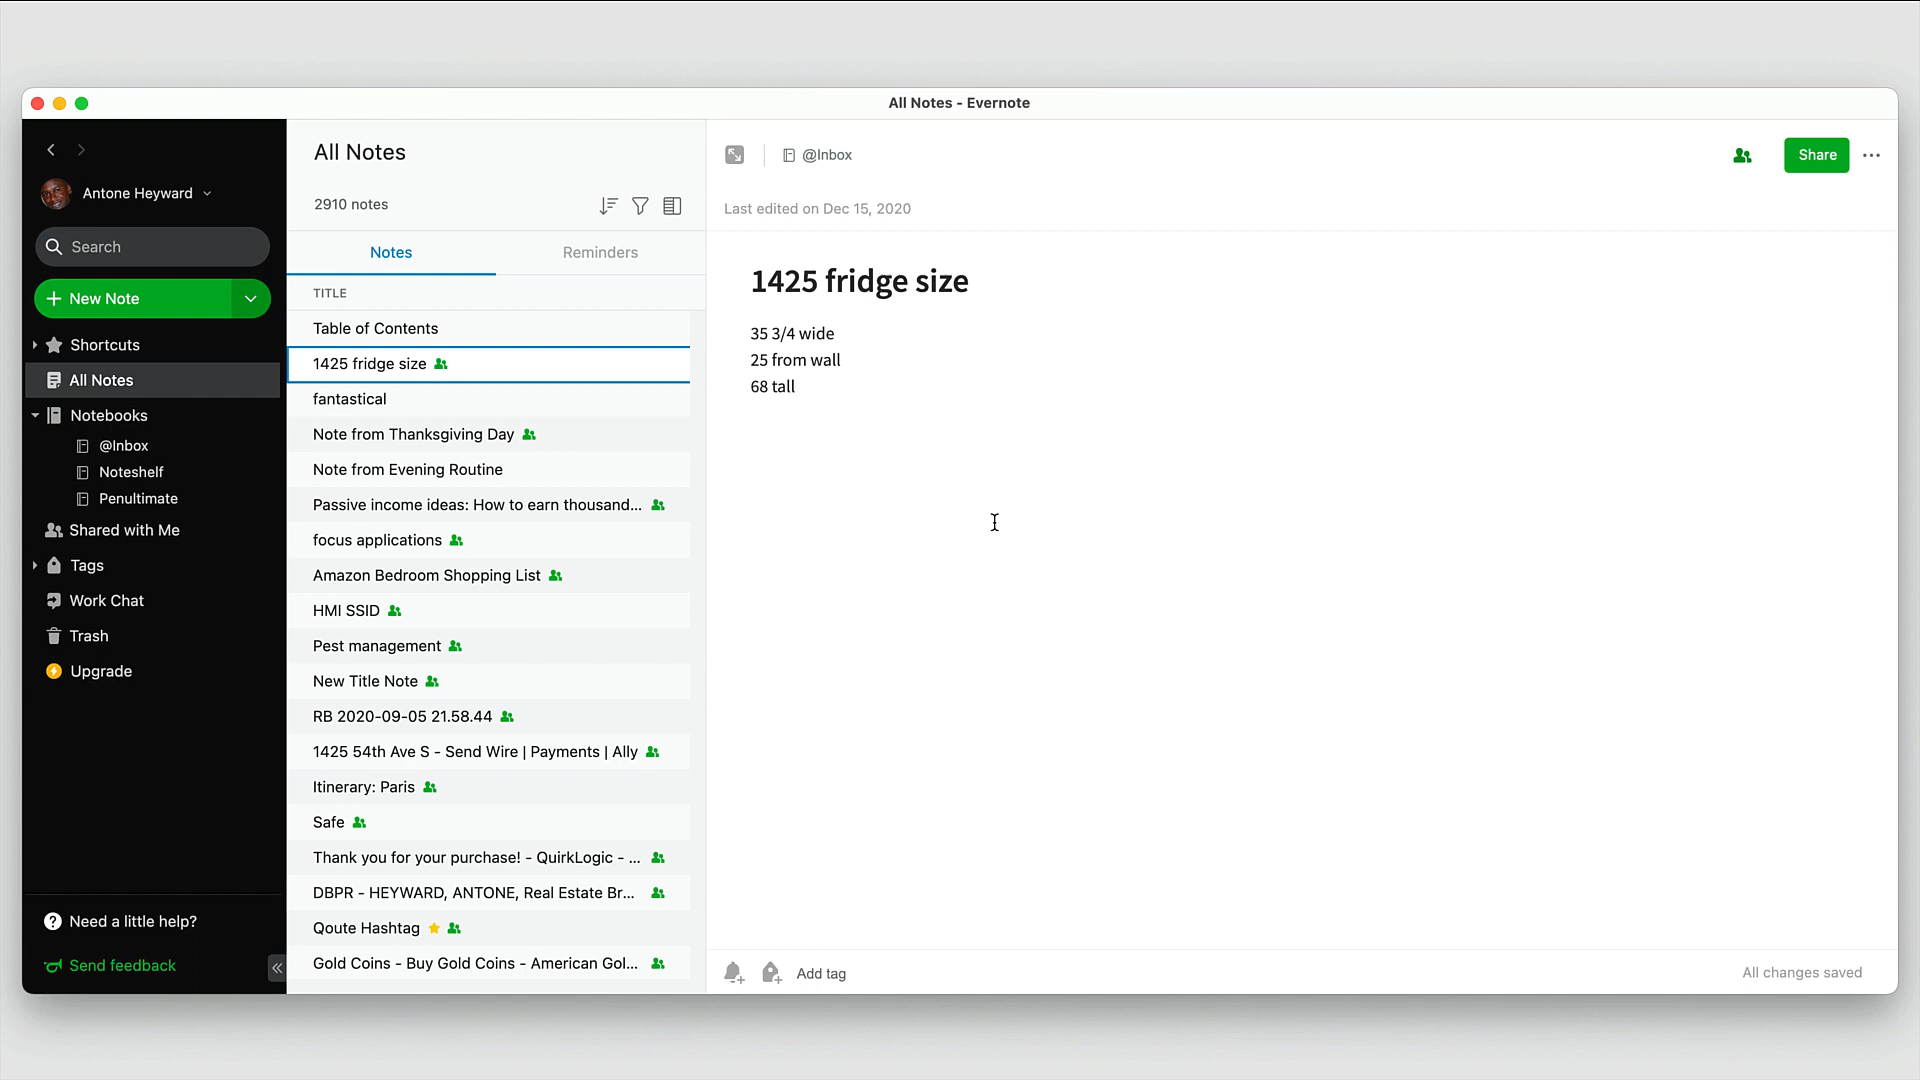 All Notes - Evernote
Antone Heyward
Search
New Note
Shortcuts
All Notes
Notebooks
@Inbox
Noteshelf
Penultimate
Shared with Me
Tags
Work Chat
Trash
Upgrade
Need a little help?
Send feedback
All Notes
2910 notes
Notes
Reminders
TITLE
Table of Contents
1425 fridge size
fantastical
Note from Thanksgiving Day
Note from Evening Routine
Passive income ideas: How to earn thousand...
focus applications
Amazon Bedroom Shopping List
HMI SSID
Pest management
New Title Note
RB 2020-09-05 21.58.44
1425 54th Ave S - Send Wire | Payments | Ally
Itinerary: Paris
Safe
Thank you for your purchase! - QuirkLogic - ...
DBPR - HEYWARD, ANTONE, Real Estate Br...
Qoute Hashtag
Gold Coins - Buy Gold Coins - American Gol...
@Inbox
Share
Last edited on Dec 15, 2020
1425 fridge size
35 3/4 wide
25 from wall
68 tall
Add tag
All changes saved